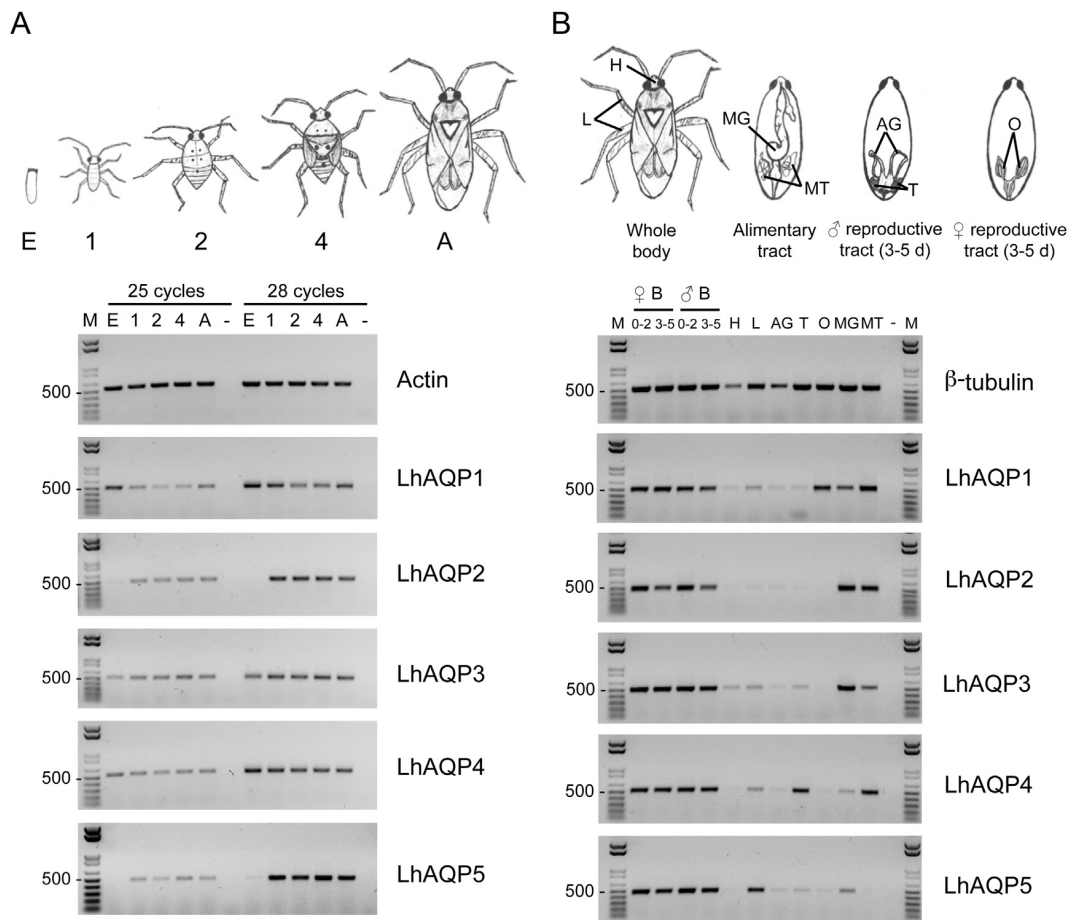 A
E 1 2 4 A
25 cycles 28 cycles
M E 1 2 4 A - E 1 2 4 A -
500 - Actin
500 - LhAQP1
500 - LhAQP2
500 - LhAQP3
500 - LhAQP4
500 - LhAQP5
B
H
L
MG
MT
AG
T
O
Whole
body
Alimentary
tract
♂ reproductive
tract (3-5 d)
♀ reproductive
tract (3-5 d)
♀ B ♂ B
M 0-2 3-5 0-2 3-5 H L AG T O MG MT - M
500 - β-tubulin
500 - LhAQP1
500 - LhAQP2
500 - LhAQP3
500 - LhAQP4
500 - LhAQP5